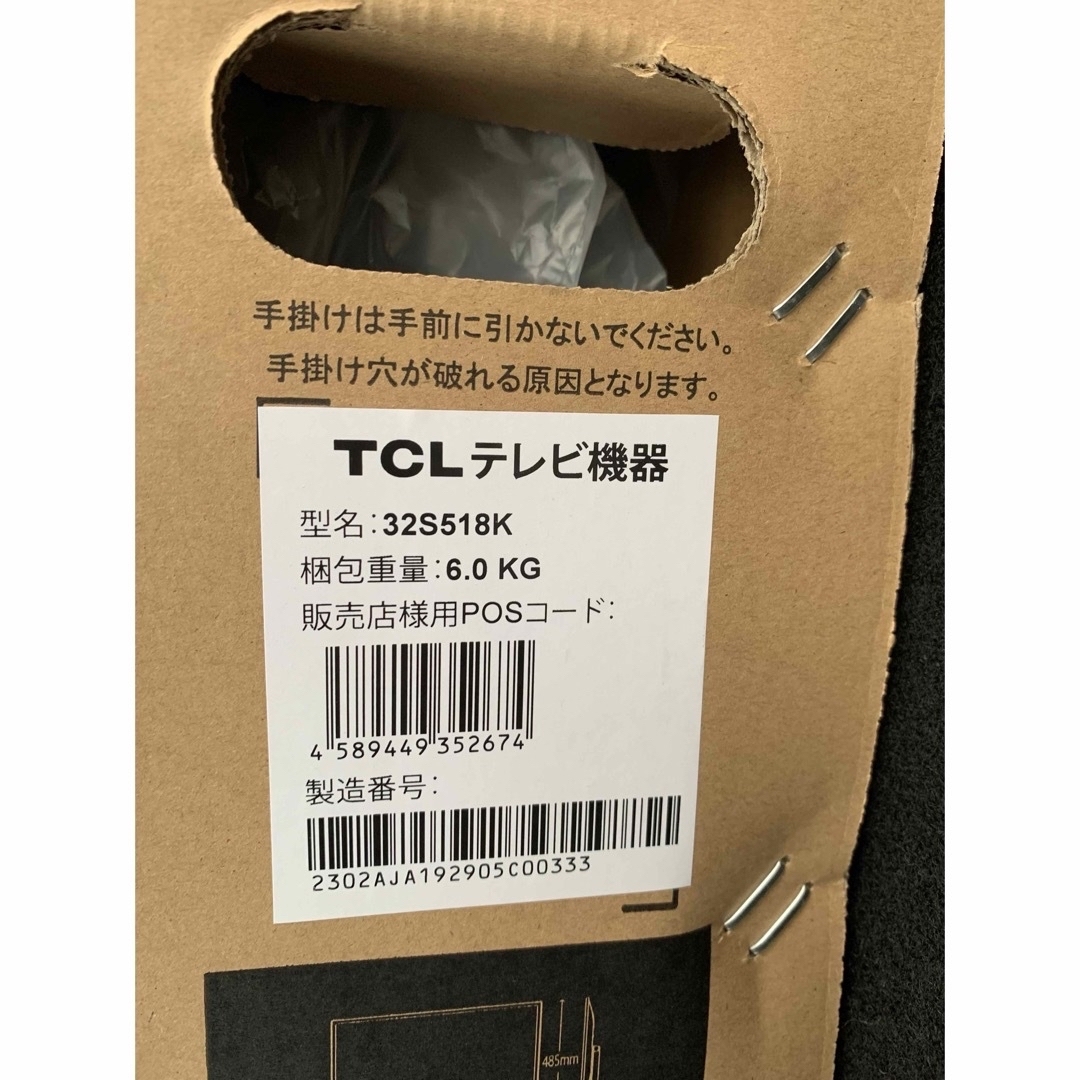 手掛けは手前に引かないでください。
手掛け穴が破れる原因となります。
TCLテレビ機器
型名:32S518K
梱包重量:6.0 KG
販売店様用POSコード:
4 589449 352674
製造番号:
2302AJA192905C00333
485mm